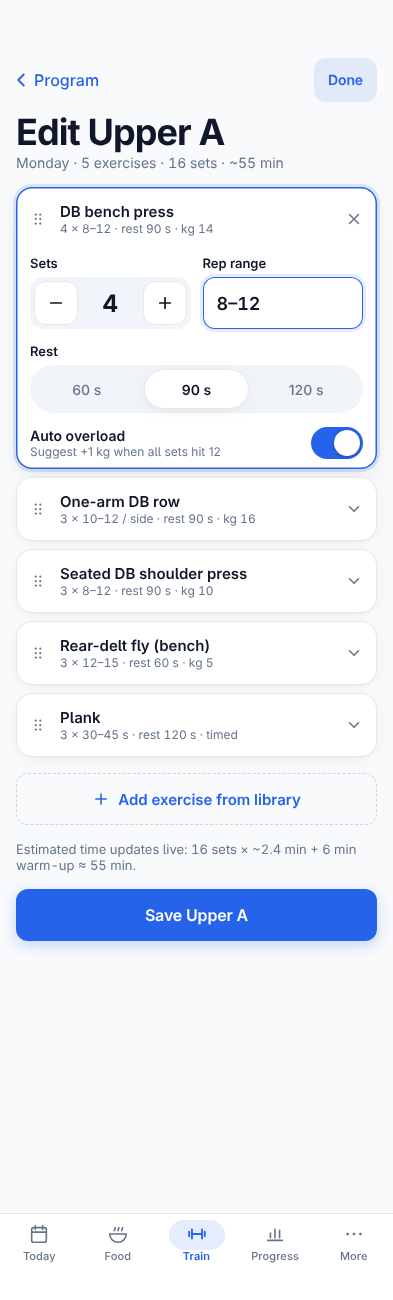 Program
Done
Edit Upper A
Monday · 5 exercises · 16 sets · ~55 min
DB bench press
4 × 8–12 · rest 90 s · kg 14
Sets
Rep range
4
8–12
Rest
60 s
90 s
120 s
Auto overload
Suggest +1 kg when all sets hit 12
One-arm DB row
3 × 10–12 / side · rest 90 s · kg 16
Seated DB shoulder press
3 × 8–12 · rest 90 s · kg 10
Rear-delt fly (bench)
3 × 12–15 · rest 60 s · kg 5
Plank
3 × 30–45 s · rest 120 s · timed
Add exercise from library
Estimated time updates live: 16 sets × ~2.4 min + 6 min
warm-up ≈ 55 min.
Save Upper A
Today
Food
Train
Progress
More